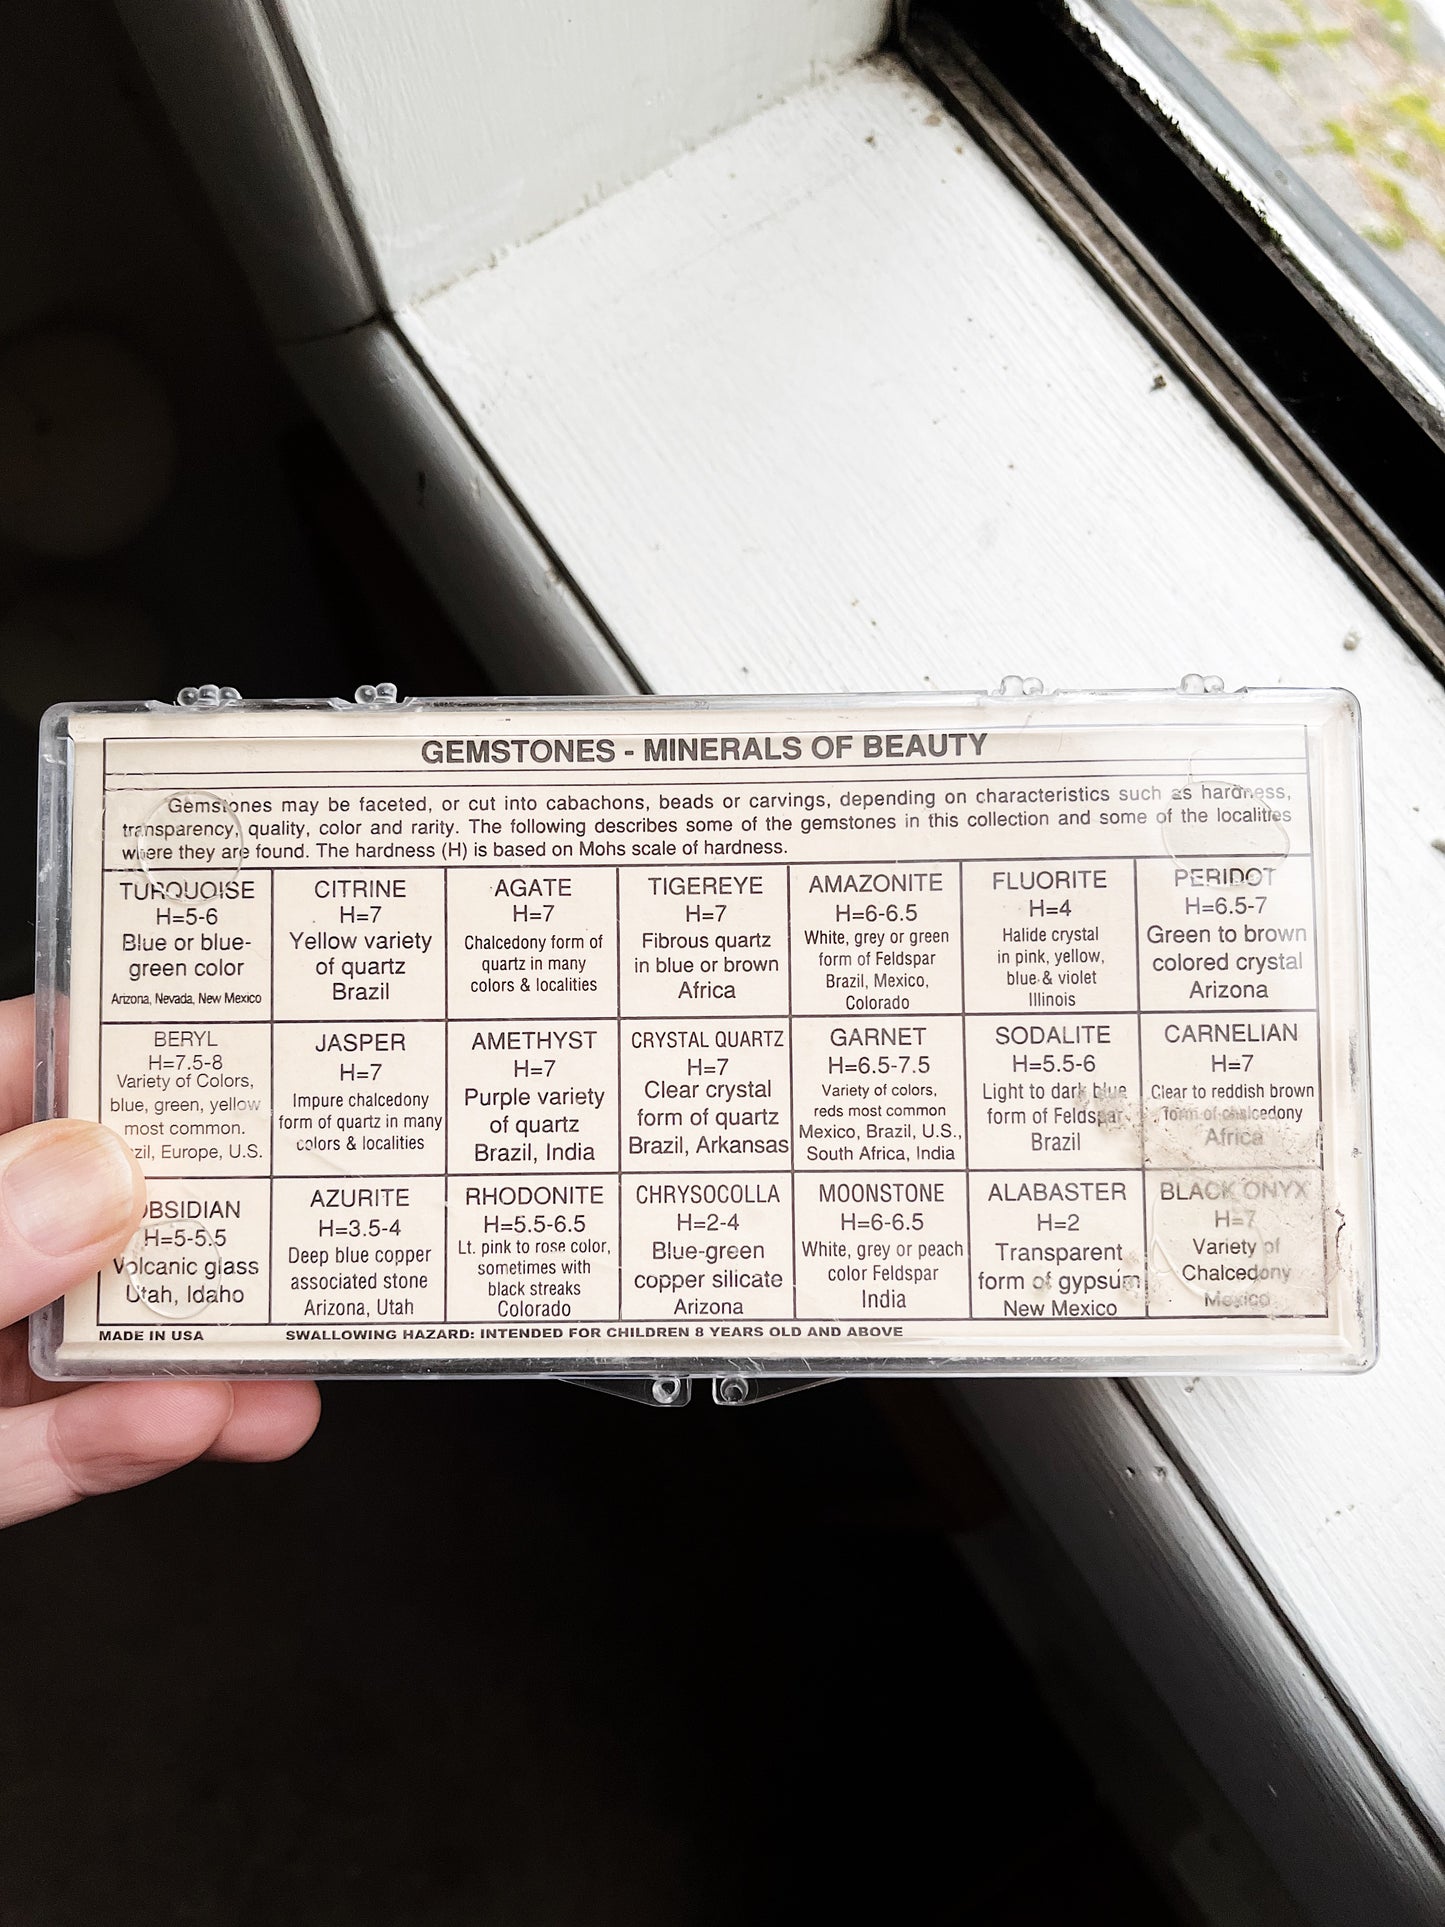 GEMSTONES - MINERALS OF BEAUTY
Gemstones may be faceted, or cut into cabachons, beads or carvings, depending on characteristics such as hardness,
transparency, quality, color and rarity. The following describes some of the gemstones in this collection and some of the localities
where they are found. The hardness (H) is based on Mohs scale of hardness.
TURQUOISE
H=5-6
Blue or blue-
green color
Arizona, Nevada, New Mexico
CITRINE
H=7
Yellow variety
of quartz
Brazil
AGATE
H=7
Chalcedony form of
quartz in many
colors & localities
TIGEREYE
H=7
Fibrous quartz
in blue or brown
Africa
AMAZONITE
H=6-6.5
White, grey or green
form of Feldspar
Brazil, Mexico,
Colorado
FLUORITE
H=4
Halide crystal
in pink, yellow,
blue & violet
Illinois
PERIDOT
H=6.5-7
Green to brown
colored crystal
Arizona
BERYL
H=7.5-8
Variety of Colors,
blue, green, yellow
most common.
zil, Europe, U.S.
JASPER
H=7
Impure chalcedony
form of quartz in many
colors & localities
AMETHYST
H=7
Purple variety
of quartz
Brazil, India
CRYSTAL QUARTZ
H=7
Clear crystal
form of quartz
Brazil, Arkansas
GARNET
H=6.5-7.5
Variety of colors,
reds most common
Mexico, Brazil, U.S.,
South Africa, India
SODALITE
H=5.5-6
Light to dark blue
form of Feldspar
Brazil
CARNELIAN
H=7
Clear to reddish brown
form of chalcedony
Africa
OBSIDIAN
H=5-5.5
Volcanic glass
Utah, Idaho
AZURITE
H=3.5-4
Deep blue copper
associated stone
Arizona, Utah
RHODONITE
H=5.5-6.5
Lt. pink to rose color,
sometimes with
black streaks
Colorado
CHRYSOCOLLA
H=2-4
Blue-green
copper silicate
Arizona
MOONSTONE
H=6-6.5
White, grey or peach
color Feldspar
India
ALABASTER
H=2
Transparent
form of gypsum
New Mexico
BLACK ONYX
H=7
Variety of
Chalcedony
Mexico
MADE IN USA
SWALLOWING HAZARD: INTENDED FOR CHILDREN 8 YEARS OLD AND ABOVE